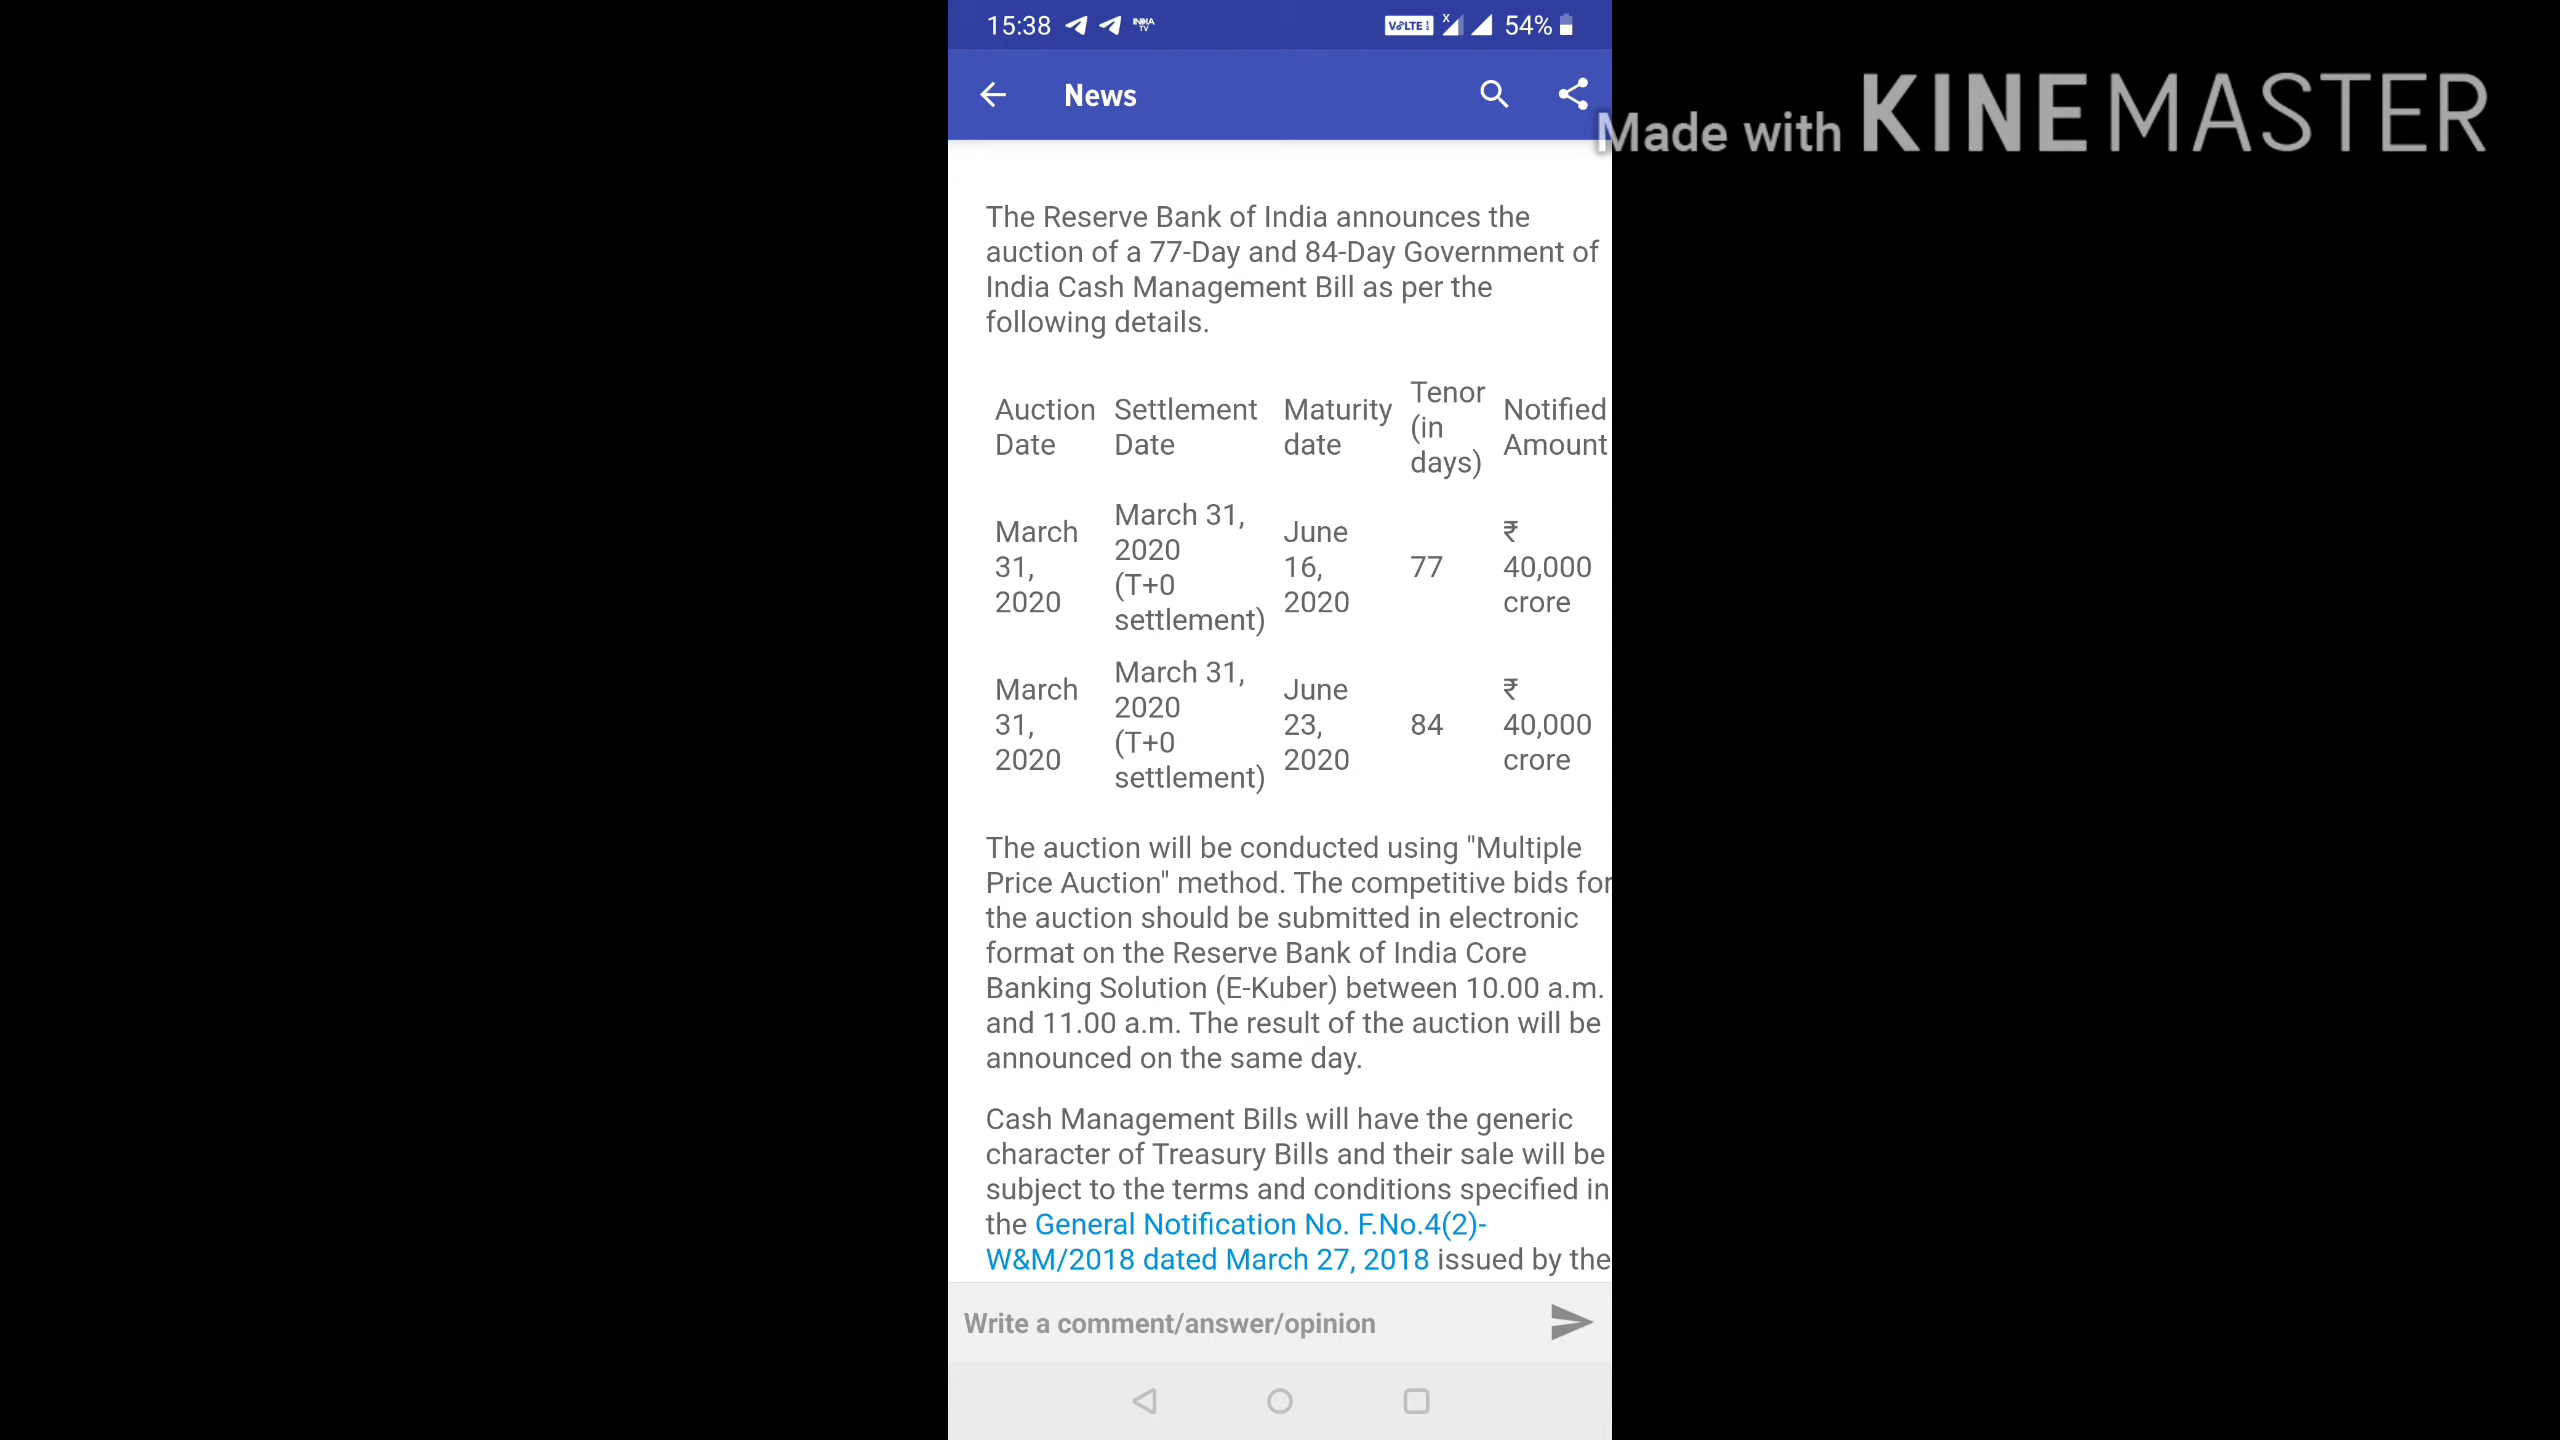 15:38 INDIA TV VoLTE 54%
News
Made with KINEMASTER
The Reserve Bank of India announces the
auction of a 77-Day and 84-Day Government of
India Cash Management Bill as per the
following details.
Auction Date Settlement Date Maturity date Tenor (in days) Notified Amount
March 31, 2020 March 31, 2020 (T+0 settlement) June 16, 2020 77 ₹ 40,000 crore
March 31, 2020 March 31, 2020 (T+0 settlement) June 23, 2020 84 ₹ 40,000 crore
The auction will be conducted using "Multiple
Price Auction" method. The competitive bids for
the auction should be submitted in electronic
format on the Reserve Bank of India Core
Banking Solution (E-Kuber) between 10.00 a.m.
and 11.00 a.m. The result of the auction will be
announced on the same day.
Cash Management Bills will have the generic
character of Treasury Bills and their sale will be
subject to the terms and conditions specified in
the General Notification No. F.No.4(2)-
W&M/2018 dated March 27, 2018 issued by the
Write a comment/answer/opinion